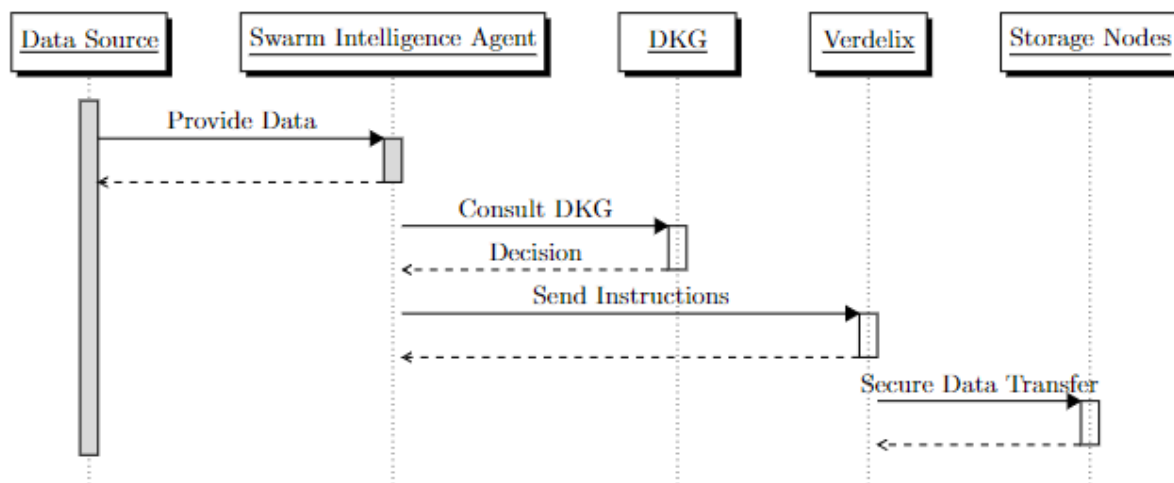 Data Source
Swarm Intelligence Agent
DKG
Verdelix
Storage Nodes
Provide Data
Consult DKG
Decision
Send Instructions
Secure Data Transfer